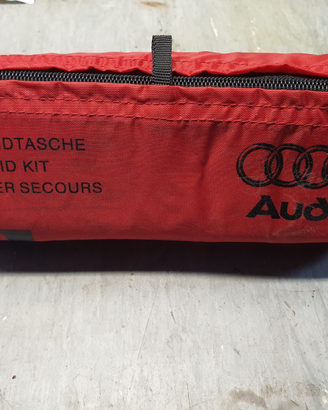 DTASCHE
ID KIT
ER SECOURS
Aud